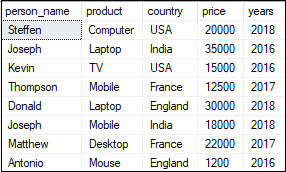 person_name product country price years
Steffen Computer USA 20000 2018
Joseph Laptop India 35000 2016
Kevin TV USA 15000 2016
Thompson Mobile France 12500 2017
Donald Laptop England 30000 2018
Joseph Mobile India 18000 2018
Matthew Desktop France 22000 2017
Antonio Mouse England 1200 2016